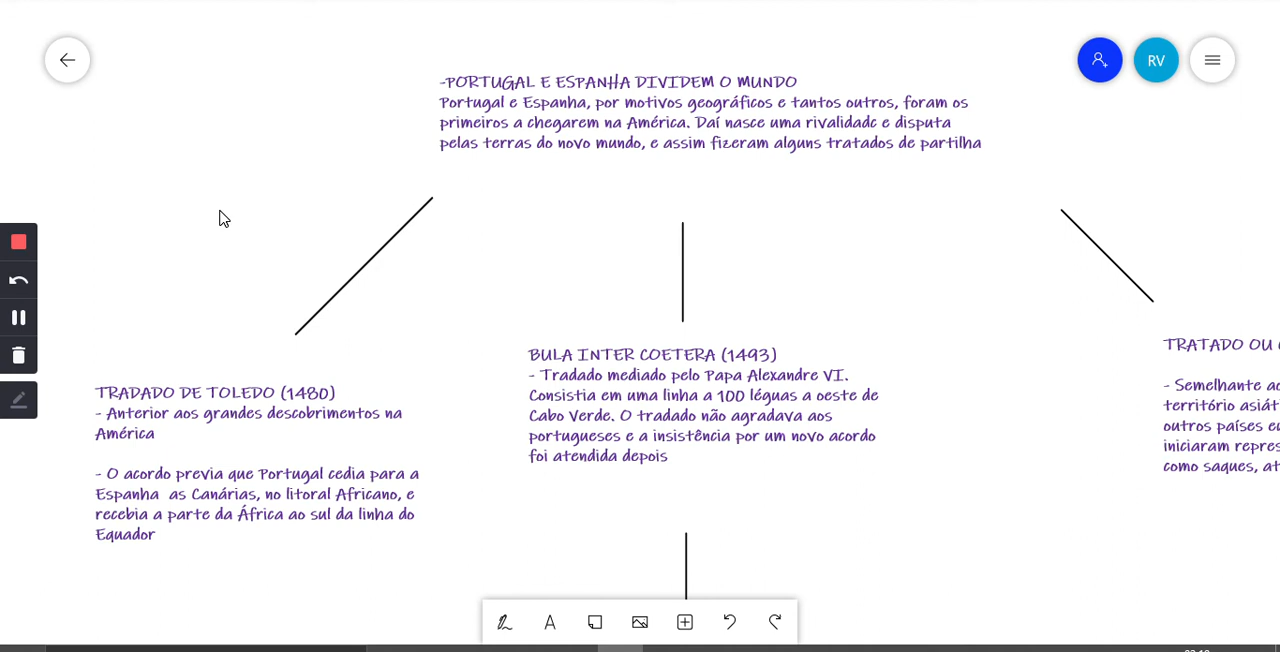 -PORTUGAL E ESPANHA DIVIDEM O MUNDO
Portugal e Espanha, por motivos geográficos e tantos outros, foram os
primeiros a chegarem na América. Daí nasce uma rivalidade e disputa
pelas terras do novo mundo, e assim fizeram alguns tratados de partilha
RV
TRADADO DE TOLEDO (1480)
- Anterior aos grandes descobrimentos na
América
- O acordo previa que Portugal cedia para a
Espanha as Canárias, no litoral Africano, e
recebia a parte da África ao sul da linha do
Equador
BULA INTER COETERA (1493)
- Tradado mediado pelo Papa Alexandre VI.
Consistia em uma linha a 100 léguas a oeste de
Cabo Verde. O tradado não agradava aos
portugueses e a insistência por um novo acordo
foi atendida depois
TRATADO OU
- Semelhante
território
outros países
iniciaram
como saques,